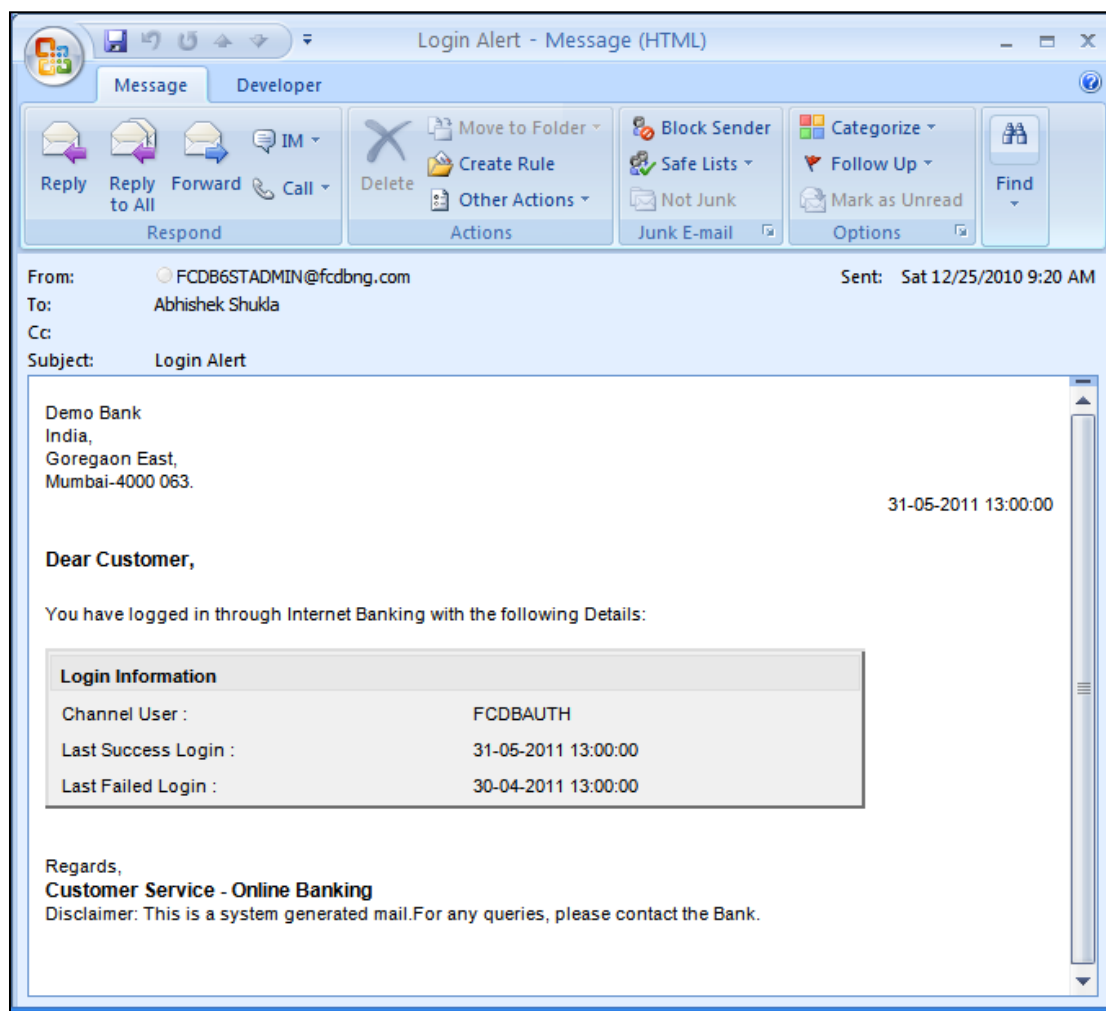 Login Alert - Message (HTML)
Message Developer
Reply
Reply to All
Forward
IM
Call
Respond
Delete
Move to Folder
Create Rule
Other Actions
Actions
Block Sender
Safe Lists
Not Junk
Junk E-mail
Categorize
Follow Up
Mark as Unread
Options
Find
From: FCDB6STADMIN@fcdbng.com Sent: Sat 12/25/2010 9:20 AM
To: Abhishek Shukla
Cc:
Subject: Login Alert
Demo Bank
India,
Goregaon East,
Mumbai-4000 063.
31-05-2011 13:00:00
Dear Customer,
You have logged in through Internet Banking with the following Details:
Login Information
Channel User : FCDBAUTH
Last Success Login : 31-05-2011 13:00:00
Last Failed Login : 30-04-2011 13:00:00
Regards,
Customer Service - Online Banking
Disclaimer: This is a system generated mail.For any queries, please contact the Bank.